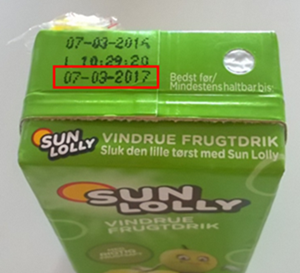 07-03-2016
L 10:29:20
07-03-2017
Bedst før/
Mindestens haltbar bis:
SUN
LOLLY
VINDRUE FRUGTDRIK
Sluk den lille tørst med Sun Lolly
SUN
LOLLY
VINDRUE
FRUGTDRIK